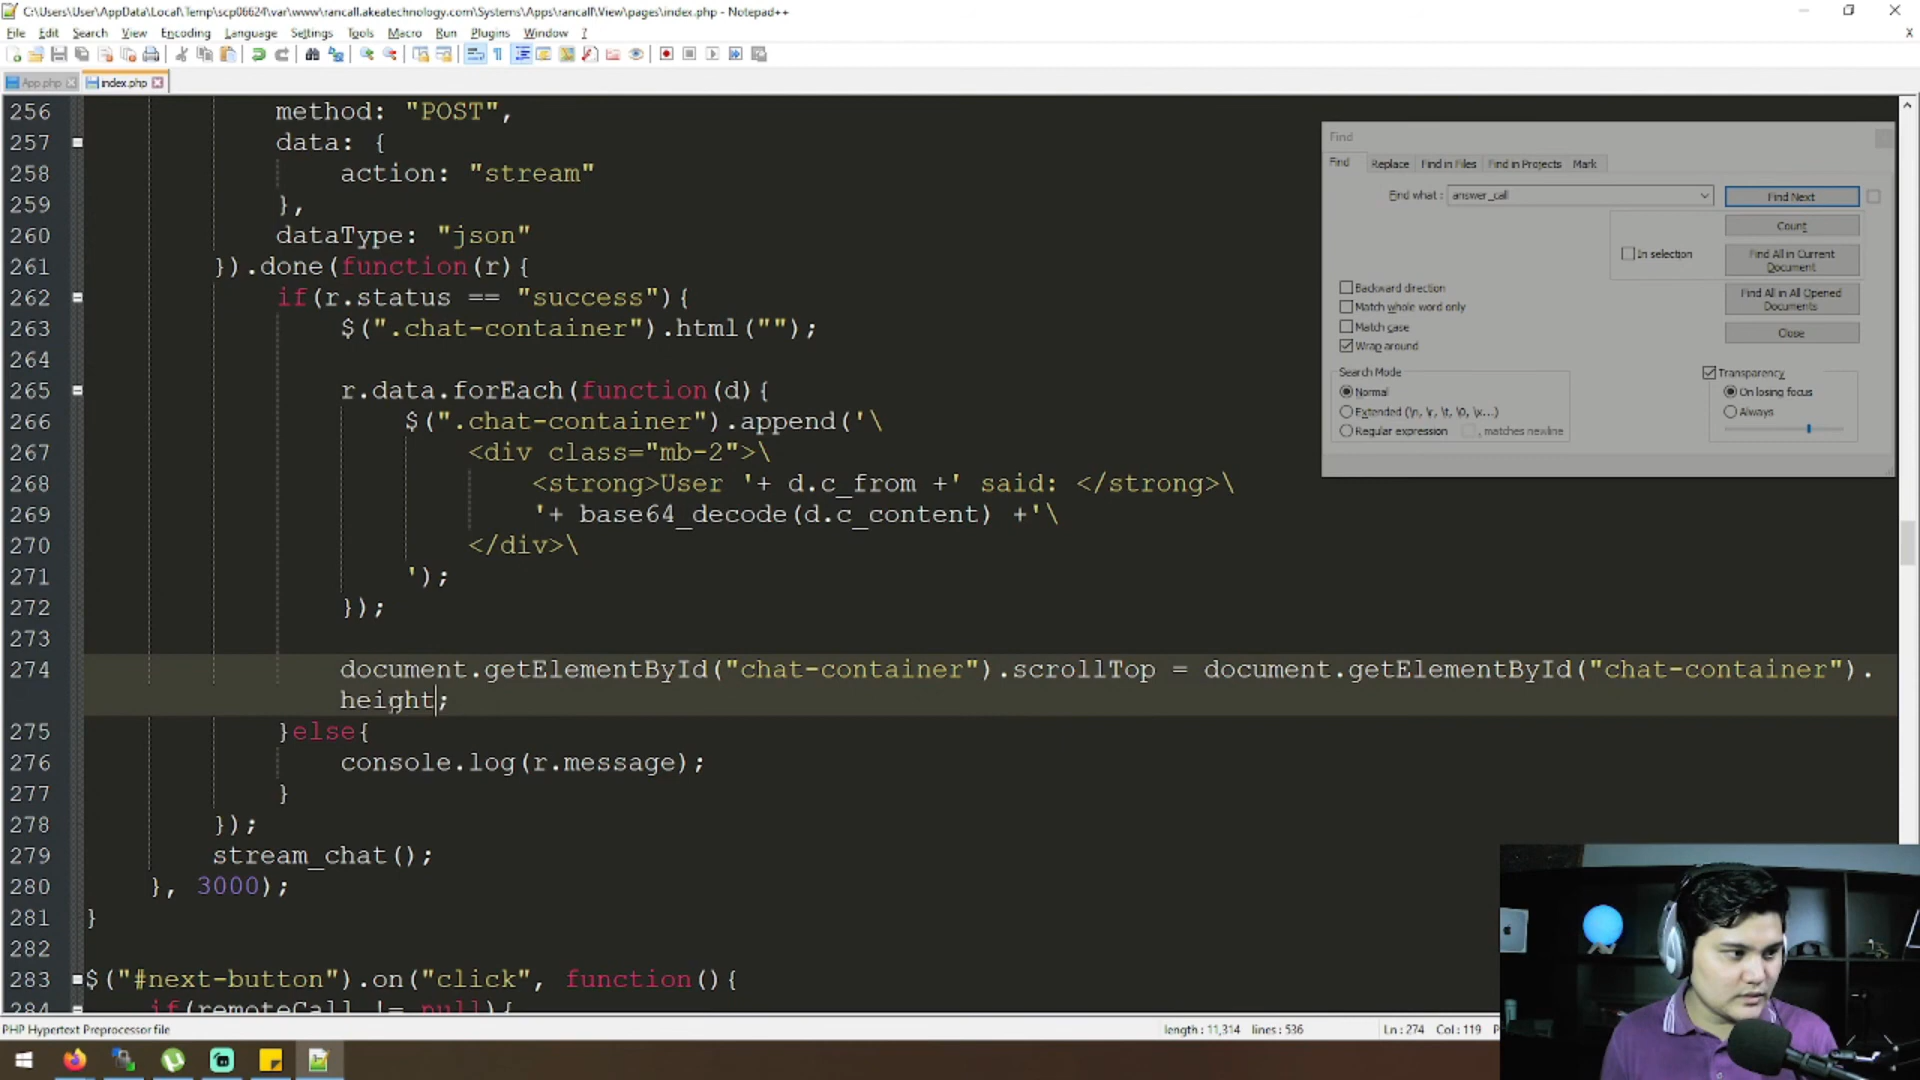 C:\Users\User\AppData\Local\Temp\scp06624\var\www\rancall.akeatechnology.com\Systems\Apps\rancall\View\pages\index.php - Notepad++
File Edit Search View Encoding Language Settings Tools Macro Run Plugins Window ?
App.php index.php
256 method: "POST",
257 data: {
258 action: "stream"
259 },
260 dataType: "json"
261 }).done(function(r){
262 if(r.status == "success"){
263 $(".chat-container").html("");
264
265 r.data.forEach(function(d){
266 $(".chat-container").append('\
267 <div class="mb-2">\
268 <strong>User '+ d.c_from +' said: </strong>\
269 '+ base64_decode(d.c_content) +'\
270 </div>\
271 ');
272 });
273
274 document.getElementById("chat-container").scrollTop = document.getElementById("chat-container").
height;
275 }else{
276 console.log(r.message);
277 }
278 });
279 stream_chat();
280 }, 3000);
281 }
282
283 $("#next-button").on("click", function(){
284 if(remoteCall != null){
Find
Find Replace Find in Files Find in Projects Mark
Find what : answer_call Find Next
Count
In selection Find All in Current
Document
Backward direction Find All in All Opened
Documents
Match whole word only
Match case Close
Wrap around
Search Mode Transparency
Normal On losing focus
Extended (\n, \r, \t, \0, \x...) Always
Regular expression . matches newline
PHP Hypertext Preprocessor file length : 11,314 lines : 536 Ln : 274 Col : 119